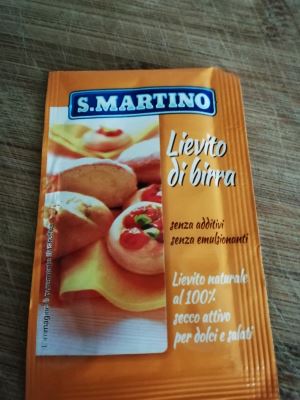 S.MARTINO
Lievito
di birra
senza additivi
senza emulsionanti
Lievito naturale
al 100%
secco attivo
per dolci e salati